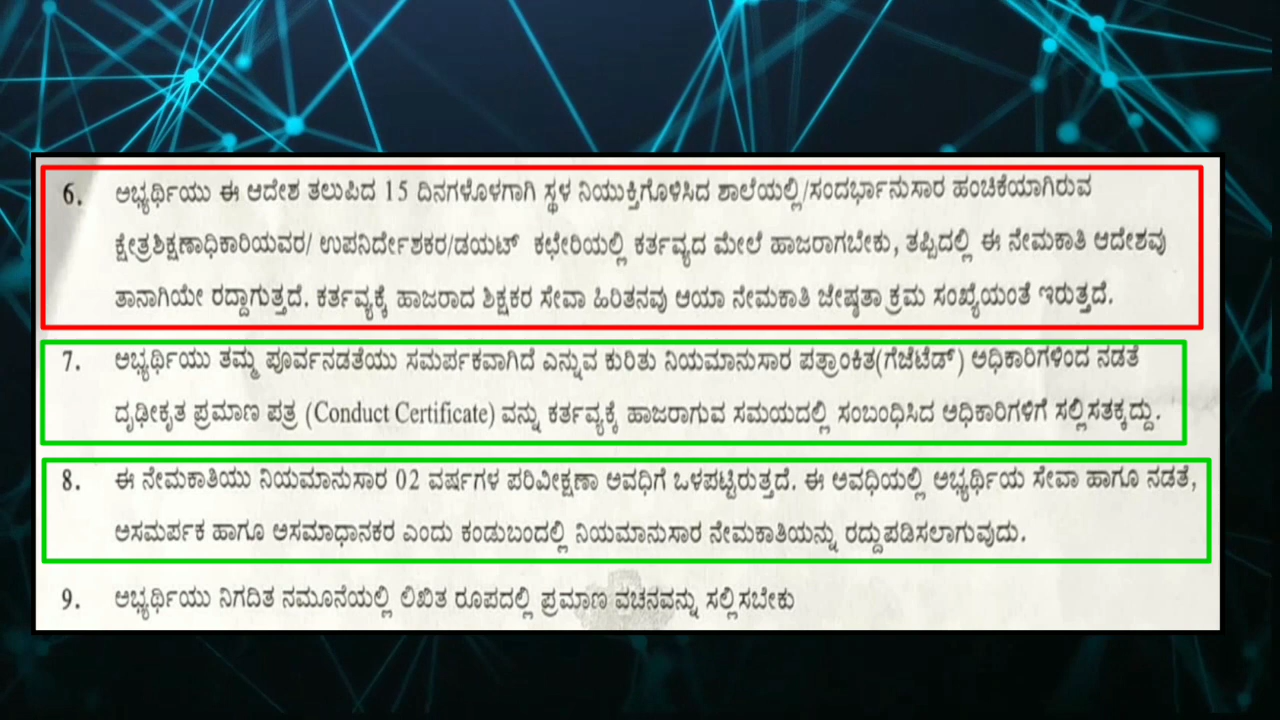 6. ಅಭ್ಯರ್ಥಿಯು ಈ ಆದೇಶ ತಲುಪಿದ 15 ದಿನಗಳೊಳಗಾಗಿ ಸ್ಥಳ ನಿಯುಕ್ತಿಗೊಳಿಸಿದ ಶಾಲೆಯಲ್ಲಿ/ಸಂದರ್ಭಾನುಸಾರ ಹಂಚಿಕೆಯಾಗಿರುವ
ಕ್ಷೇತ್ರಶಿಕ್ಷಣಾಧಿಕಾರಿಯವರ/ ಉಪನಿರ್ದೇಶಕರ/ಡಯಟ್ ಕಛೇರಿಯಲ್ಲಿ ಕರ್ತವ್ಯದ ಮೇಲೆ ಹಾಜರಾಗಬೇಕು, ತಪ್ಪಿದಲ್ಲಿ ಈ ನೇಮಕಾತಿ ಆದೇಶವು
ತಾನಾಗಿಯೇ ರದ್ದಾಗುತ್ತದೆ. ಕರ್ತವ್ಯಕ್ಕೆ ಹಾಜರಾದ ಶಿಕ್ಷಕರ ಸೇವಾ ಹಿರಿತನವು ಆಯಾ ನೇಮಕಾತಿ ಜೇಷ್ಠತಾ ಕ್ರಮ ಸಂಖ್ಯೆಯಂತೆ ಇರುತ್ತದೆ.
7. ಅಭ್ಯರ್ಥಿಯು ತಮ್ಮ ಪೂರ್ವನಡತೆಯು ಸಮರ್ಪಕವಾಗಿದೆ ಎನ್ನುವ ಕುರಿತು ನಿಯಮಾನುಸಾರ ಪತ್ರಾಂಕಿತ(ಗೆಜೆಟೆಡ್) ಅಧಿಕಾರಿಗಳಿಂದ ನಡತೆ
ದೃಢೀಕೃತ ಪ್ರಮಾಣ ಪತ್ರ (Conduct Certificate) ವನ್ನು ಕರ್ತವ್ಯಕ್ಕೆ ಹಾಜರಾಗುವ ಸಮಯದಲ್ಲಿ ಸಂಬಂಧಿಸಿದ ಅಧಿಕಾರಿಗಳಿಗೆ ಸಲ್ಲಿಸತಕ್ಕದ್ದು.
8. ಈ ನೇಮಕಾತಿಯು ನಿಯಮಾನುಸಾರ 02 ವರ್ಷಗಳ ಪರಿವೀಕ್ಷಣಾ ಅವಧಿಗೆ ಒಳಪಟ್ಟಿರುತ್ತದೆ. ಈ ಅವಧಿಯಲ್ಲಿ ಅಭ್ಯರ್ಥಿಯ ಸೇವಾ ಹಾಗೂ ನಡತೆ,
ಅಸಮರ್ಪಕ ಹಾಗೂ ಅಸಮಾಧಾನಕರ ಎಂದು ಕಂಡುಬಂದಲ್ಲಿ ನಿಯಮಾನುಸಾರ ನೇಮಕಾತಿಯನ್ನು ರದ್ದುಪಡಿಸಲಾಗುವುದು.
9. ಅಭ್ಯರ್ಥಿಯು ನಿಗದಿತ ನಮೂನೆಯಲ್ಲಿ ಲಿಖಿತ ರೂಪದಲ್ಲಿ ಪ್ರಮಾಣ ವಚನವನ್ನು ಸಲ್ಲಿಸಬೇಕು